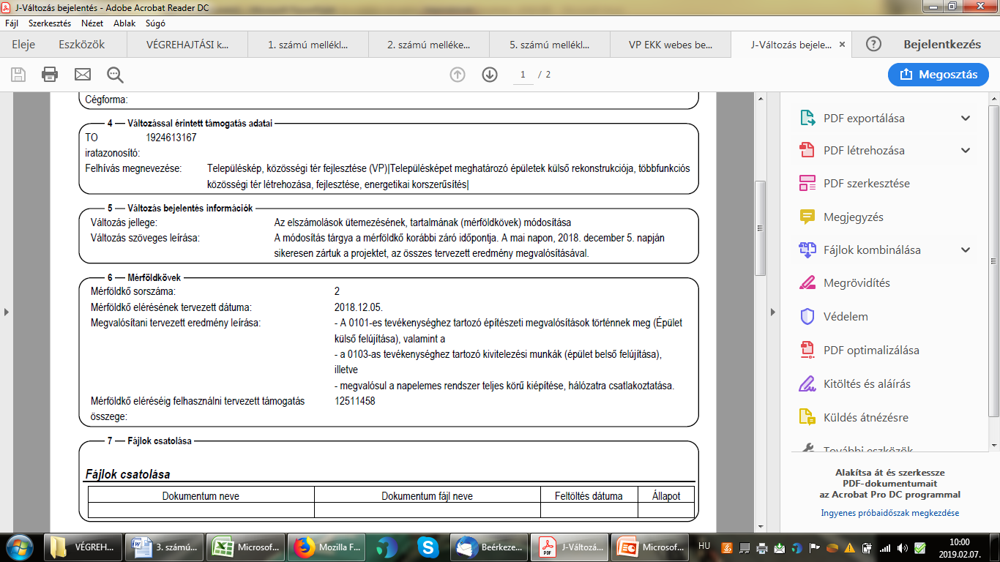 J-Változás bejelentés - Adobe Acrobat Reader DC
Fájl Szerkesztés Nézet Ablak Súgó
Eleje Eszközök VÉGREHAJTÁSI k... 1. számú mellékl... 2. számú melléke... 5. számú mellékl... VP EKK webes be... J-Változás bejele... × ? Bejelentkezés
1 / 2 Megosztás
Cégforma:
4 — Változással érintett támogatás adatai
TO 1924613167
iratazonosító:
Felhívás megnevezése: Településkép, közösségi tér fejlesztése (VP)|Településképet meghatározó épületek külső rekonstrukciója, többfunkciós
közösségi tér létrehozása, fejlesztése, energetikai korszerűsítés|
5 — Változás bejelentés információk
Változás jellege: Az elszámolások ütemezésének, tartalmának (mérföldkövek) módosítása
Változás szöveges leírása: A módosítás tárgya a mérföldkő korábbi záró időpontja. A mai napon, 2018. december 5. napján
sikeresen zártuk a projektet, az összes tervezett eredmény megvalósításával.
6 — Mérföldkövek
Mérföldkő sorszáma: 2
Mérföldkő elérésének tervezett dátuma: 2018.12.05.
Megvalósítani tervezett eredmény leírása: - A 0101-es tevékenységhez tartozó építészeti megvalósítások történnek meg (Épület
külső felújítása), valamint a
- a 0103-as tevékenységhez tartozó kivitelezési munkák (épület belső felújítása),
illetve
- megvalósul a napelemes rendszer teljes körű kiépítése, hálózatra csatlakoztatása.
Mérföldkő eléréséig felhasználni tervezett támogatás 12511458
összege:
7 — Fájlok csatolása
Fájlok csatolása
Dokumentum neve Dokumentum fájl neve Feltöltés dátuma Állapot
PDF exportálása
PDF létrehozása
PDF szerkesztése
Megjegyzés
Fájlok kombinálása
Megrövidítés
Védelem
PDF optimalizálása
Kitöltés és aláírás
Küldés átnézésre
További eszközök
Alakítsa át és szerkessze
PDF-dokumentumait
az Acrobat Pro DC programmal
Ingyenes próbaidőszak megkezdése
VÉGREH... 3. számú... Microsof... Mozilla F... Beérkeze... J-Változá... Microsof... HU 10:00
2019.02.07.